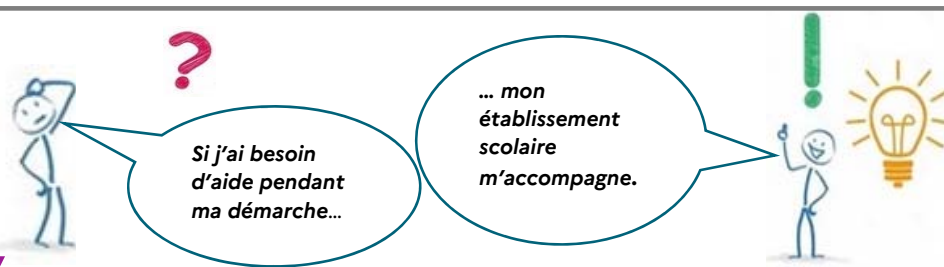 Si j’ai besoin
d’aide pendant
ma démarche…
… mon
établissement
scolaire
m’accompagne.